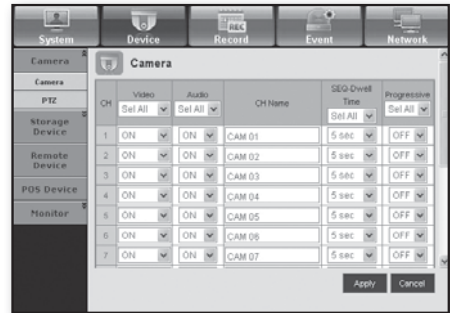 REC
System Device Record Event Network
Camera
Camera
PTZ
Storage Device
Remote Device
POS Device
Monitor
Camera
CH Video Audio CH Name SEQ-Dwell Time Progressive
Sel All Sel All Sel All Sel All
1 ON ON CAM 01 5 sec OFF
2 ON ON CAM 02 5 sec OFF
3 ON ON CAM 03 5 sec OFF
4 ON ON CAM 04 5 sec OFF
5 ON ON CAM 05 5 sec OFF
6 ON ON CAM 06 5 sec OFF
7 ON ON CAM 07 5 sec OFF
Apply Cancel